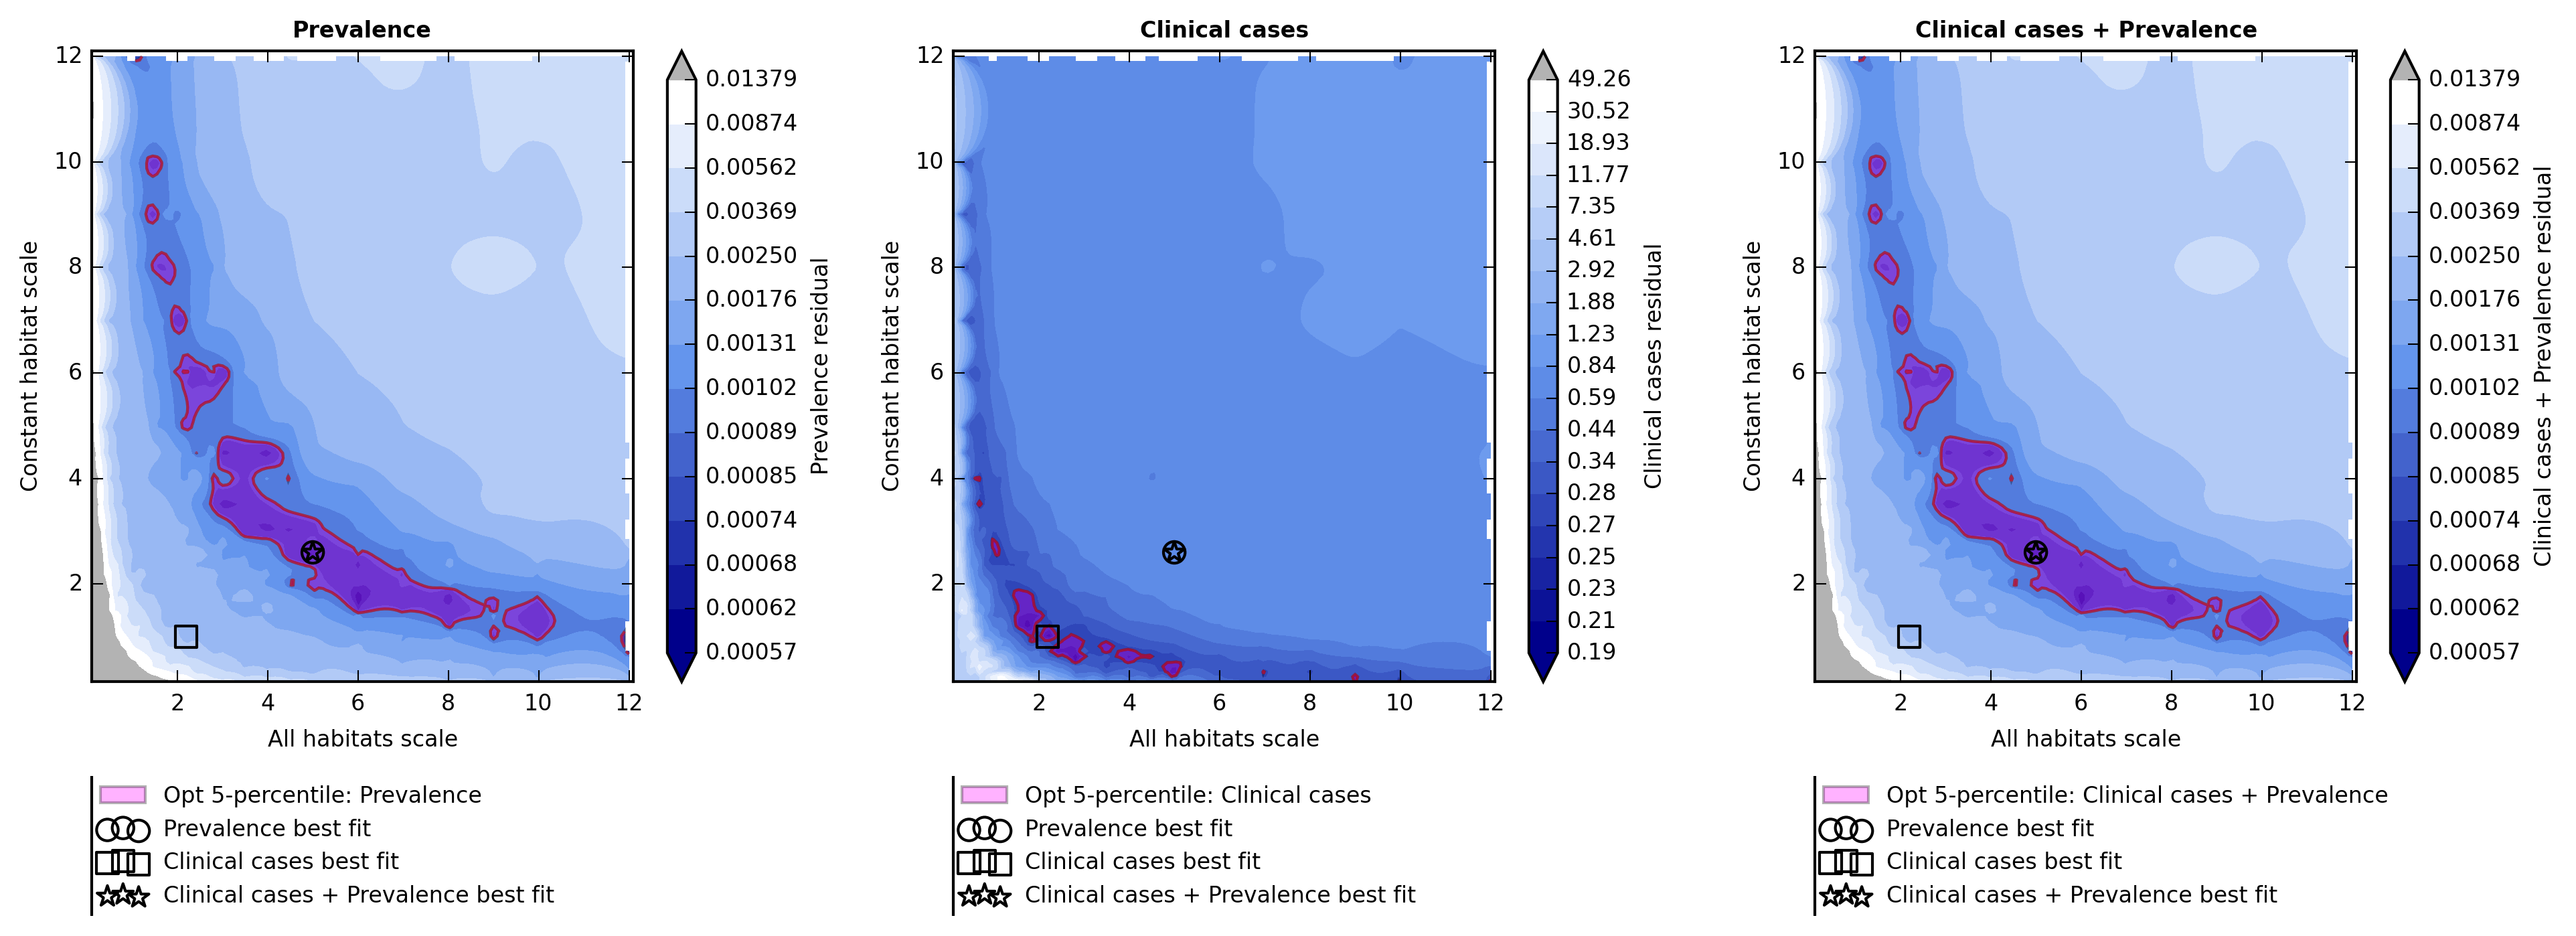 Prevalence
12
10
8
6
4
2
2 4 6 8 10 12
Constant habitat scale
All habitats scale
0.01379
0.00874
0.00562
0.00369
0.00250
0.00176
0.00131
0.00102
0.00089
0.00085
0.00074
0.00068
0.00062
0.00057
Prevalence residual
Opt 5-percentile: Prevalence
Prevalence best fit
Clinical cases best fit
Clinical cases + Prevalence best fit
Clinical cases
12
10
8
6
4
2
2 4 6 8 10 12
Constant habitat scale
All habitats scale
49.26
30.52
18.93
11.77
7.35
4.61
2.92
1.88
1.23
0.84
0.59
0.44
0.34
0.28
0.27
0.25
0.23
0.21
0.19
Clinical cases residual
Opt 5-percentile: Clinical cases
Prevalence best fit
Clinical cases best fit
Clinical cases + Prevalence best fit
Clinical cases + Prevalence
12
10
8
6
4
2
2 4 6 8 10 12
Constant habitat scale
All habitats scale
0.01379
0.00874
0.00562
0.00369
0.00250
0.00176
0.00131
0.00102
0.00089
0.00085
0.00074
0.00068
0.00062
0.00057
Clinical cases + Prevalence residual
Opt 5-percentile: Clinical cases + Prevalence
Prevalence best fit
Clinical cases best fit
Clinical cases + Prevalence best fit